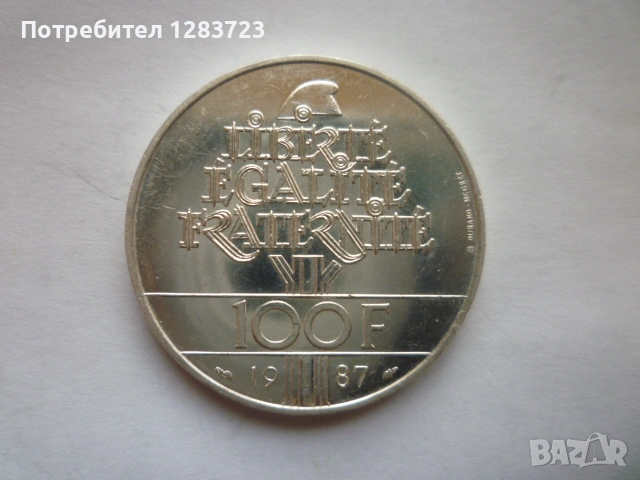 Потребител 1283723
LIBERTÉ
ÉGALITÉ
FRATERNITÉ
100 F
19 87
BAZAR